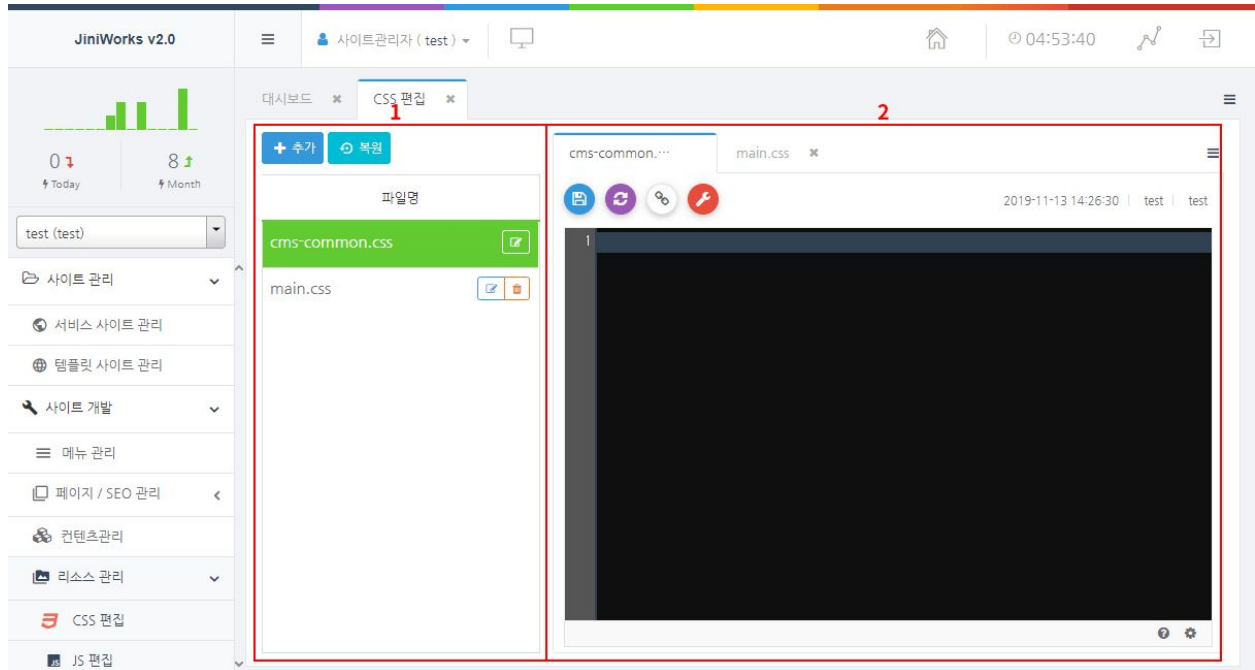 JiniWorks v2.0
사이트관리자 ( test )
04:53:40
0
8
Today
Month
test (test)
사이트 관리
서비스 사이트 관리
템플릿 사이트 관리
사이트 개발
메뉴 관리
페이지 / SEO 관리
컨텐츠관리
리소스 관리
CSS 편집
JS 편집
대시보드
CSS 편집
1
2
추가
복원
파일명
cms-common.css
main.css
cms-common.…
main.css
2019-11-13 14:26:30 | test | test
1